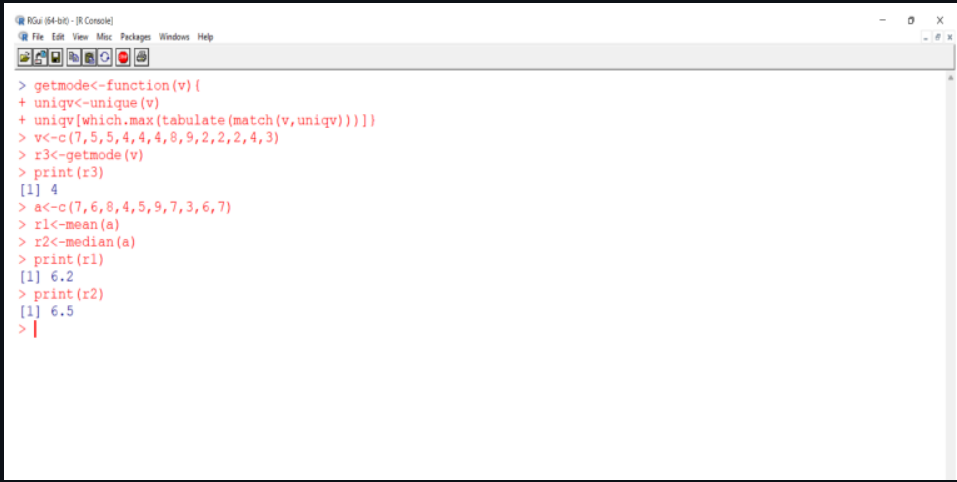 RGui (64-bit) - [R Console]
File Edit View Misc Packages Windows Help
STOP
> getmode<-function(v){
+ uniqv<-unique(v)
+ uniqv[which.max(tabulate(match(v,uniqv)))]}
> v<-c(7,5,5,4,4,4,8,9,2,2,2,4,3)
> r3<-getmode(v)
> print(r3)
[1] 4
> a<-c(7,6,8,4,5,9,7,3,6,7)
> r1<-mean(a)
> r2<-median(a)
> print(r1)
[1] 6.2
> print(r2)
[1] 6.5
>